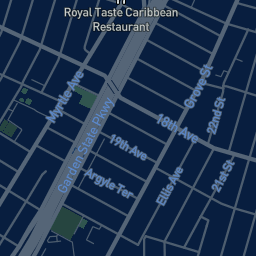 Royal Taste Caribbean
Restaurant
Myrtle Ave
Grove St
22nd St
18th Ave
Garden State Pkwy
19th Ave
21st St
Argyle Ter
Ellis Ave